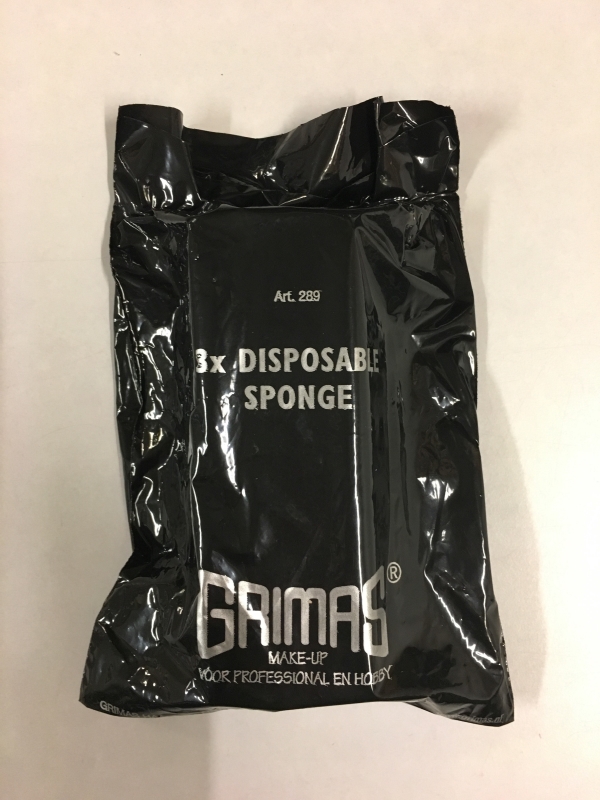 Art. 289
3x DISPOSABLE
SPONGE
GRIMAS®
MAKE-UP
VOOR PROFESSIONAL EN HOBBY